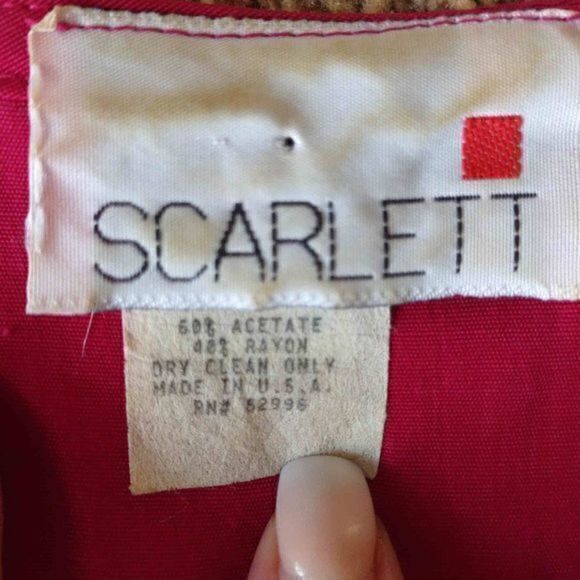 SCARLETT
60% ACETATE
40% RAYON
DRY CLEAN ONLY
MADE IN U.S.A.
RN# 52996